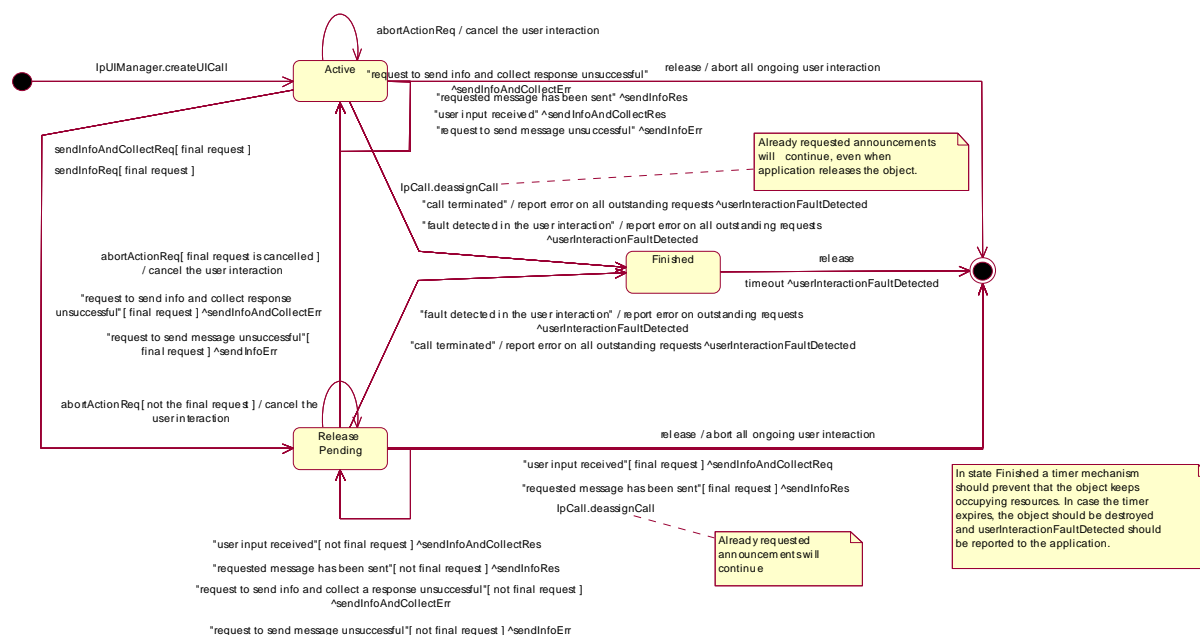 abortActionReq / cancel the user interaction
IpUIManager.createUICall
Active
"request to send info and collect response unsuccessful"
^sendInfoAndCollectErr
release / abort all ongoing user interaction
"requested message has been sent" ^sendInfoRes
"user input received" ^sendInfoAndCollectRes
"request to send message unsuccessful" ^sendInfoErr
sendInfoAndCollectReq[ final request ]
sendInfoReq[ final request ]
Already requested announcements
will continue, even when
application releases the object.
IpCall.deassignCall
"call terminated" / report error on all outstanding requests ^userInteractionFaultDetected
"fault detected in the user interaction" / report error on all outstanding requests
^userInteractionFaultDetected
abortActionReq[ final request is cancelled ]
/ cancel the user interaction
Finished
release
timeout ^userInteractionFaultDetected
"request to send info and collect response
unsuccessful"[ final request ] ^sendInfoAndCollectErr
"request to send message unsuccessful"[
final request ] ^sendInfoErr
"fault detected in the user interaction" / report error on outstanding requests
^userInteractionFaultDetected
"call terminated" / report error on all outstanding requests ^userInteractionFaultDetected
abortActionReq[ not the final request ] / cancel the
user interaction
Release
Pending
release / abort all ongoing user interaction
"user input received"[ final request ] ^sendInfoAndCollectReq
"requested message has been sent"[ final request ] ^sendInfoRes
IpCall.deassignCall
In state Finished a timer mechanism
should prevent that the object keeps
occupying resources. In case the timer
expires, the object should be destroyed
and userInteractionFaultDetected should
be reported to the application.
Already requested
announcements will
continue
"user input received"[ not final request ] ^sendInfoAndCollectRes
"requested message has been sent"[ not final request ] ^sendInfoRes
"request to send info and collect a response unsuccessful"[ not final request ]
^sendInfoAndCollectErr
"request to send message unsuccessful"[ not final request ] ^sendInfoErr